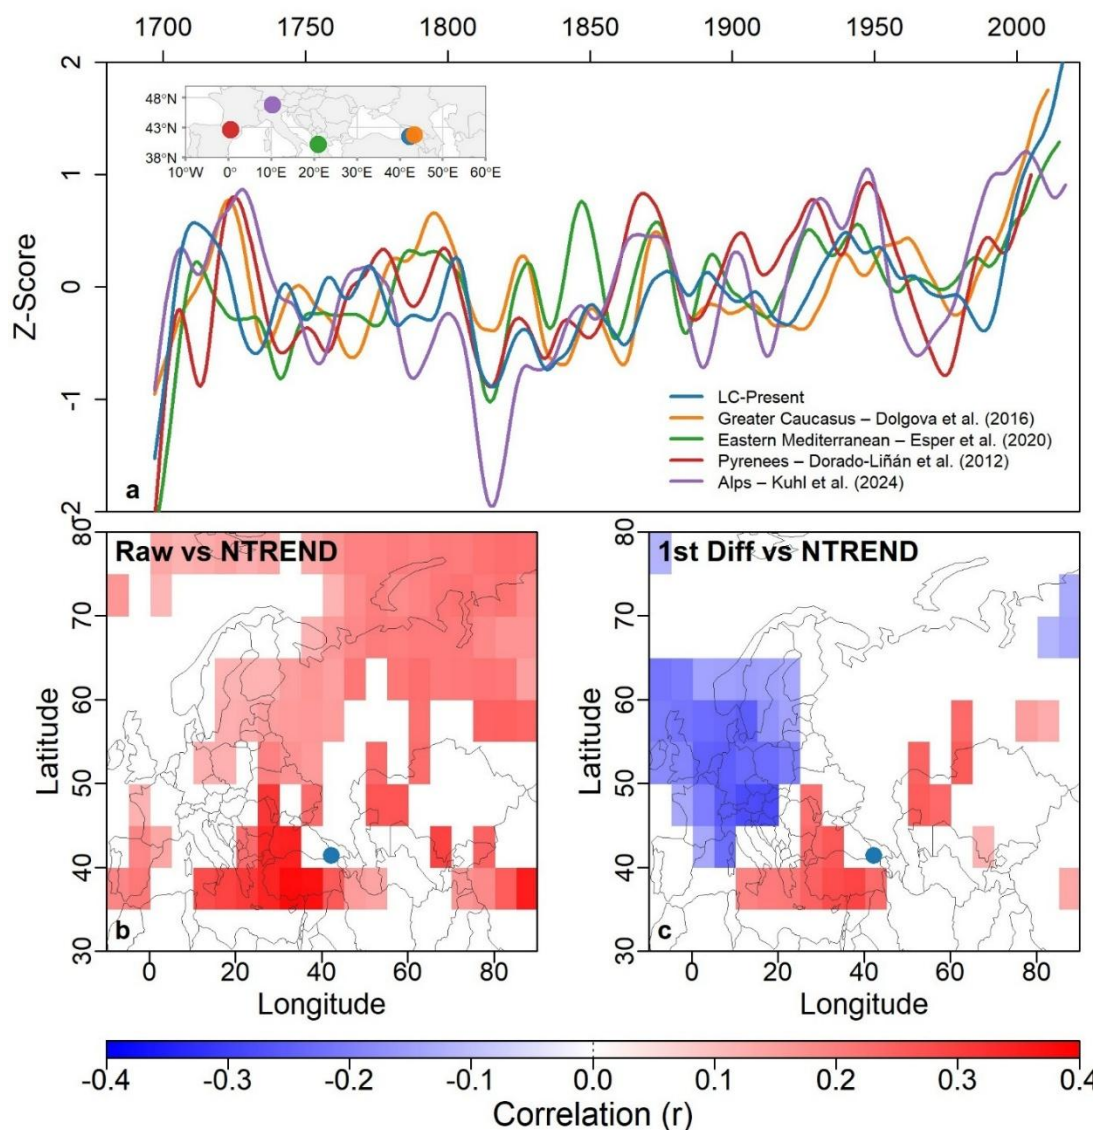 1700 1750 1800 1850 1900 1950 2000
2
1
0
-1
-2
Z-Score
48°N
43°N
38°N
10°W 0° 10°E 20°E 30°E 40°E 50°E 60°E
LC-Present
Greater Caucasus – Dolgova et al. (2016)
Eastern Mediterranean – Esper et al. (2020)
Pyrenees – Dorado-Liñán et al. (2012)
Alps – Kuhl et al. (2024)
a
Raw vs NTREND
80
70
60
50
40
30
Latitude
b
0 20 40 60 80
Longitude
1st Diff vs NTREND
80
70
60
50
40
30
Latitude
c
0 20 40 60 80
Longitude
-0.4 -0.3 -0.2 -0.1 0.0 0.1 0.2 0.3 0.4
Correlation (r)